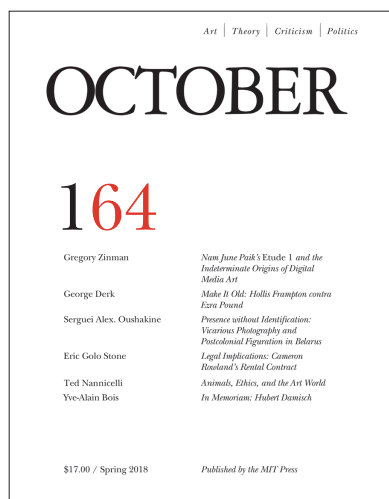 Art | Theory | Criticism | Politics
OCTOBER
164
Gregory Zinman
Nam June Paik's Etude 1 and the
Indeterminate Origins of Digital
Media Art
George Derk
Make It Old: Hollis Frampton contra
Ezra Pound
Serguei Alex. Oushakine
Presence without Identification:
Vicarious Photography and
Postcolonial Figuration in Belarus
Eric Golo Stone
Legal Implications: Cameron
Rowland's Rental Contract
Ted Nannicelli
Animals, Ethics, and the Art World
Yve-Alain Bois
In Memoriam: Hubert Damisch
$17.00 / Spring 2018
Published by the MIT Press